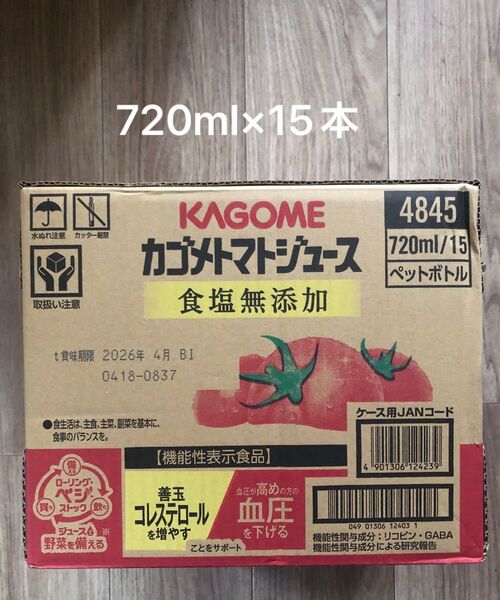 720ml×15本
KAGOME
カゴメトマトジュース
食塩無添加
4845
720ml/15
ペットボトル
水ぬれ注意
カッター厳禁
取扱い注意
t賞味期限 2026年 4月 BI
0418-0837
●食生活は、主食、主菜、副菜を基本に、
食事のバランスを。
ケース用JANコード
4 901306 124239
【機能性表示食品】
善玉
コレステロール
を増やす
血圧が高めの方の
血圧
を下げる
ことをサポート
049 01306 12403 1
機能性関与成分：リコピン・GABA
機能性関与成分による研究報告
備
ローリング・
ベジ
ストック
買う
飲む
ジュースも※
野菜を備える